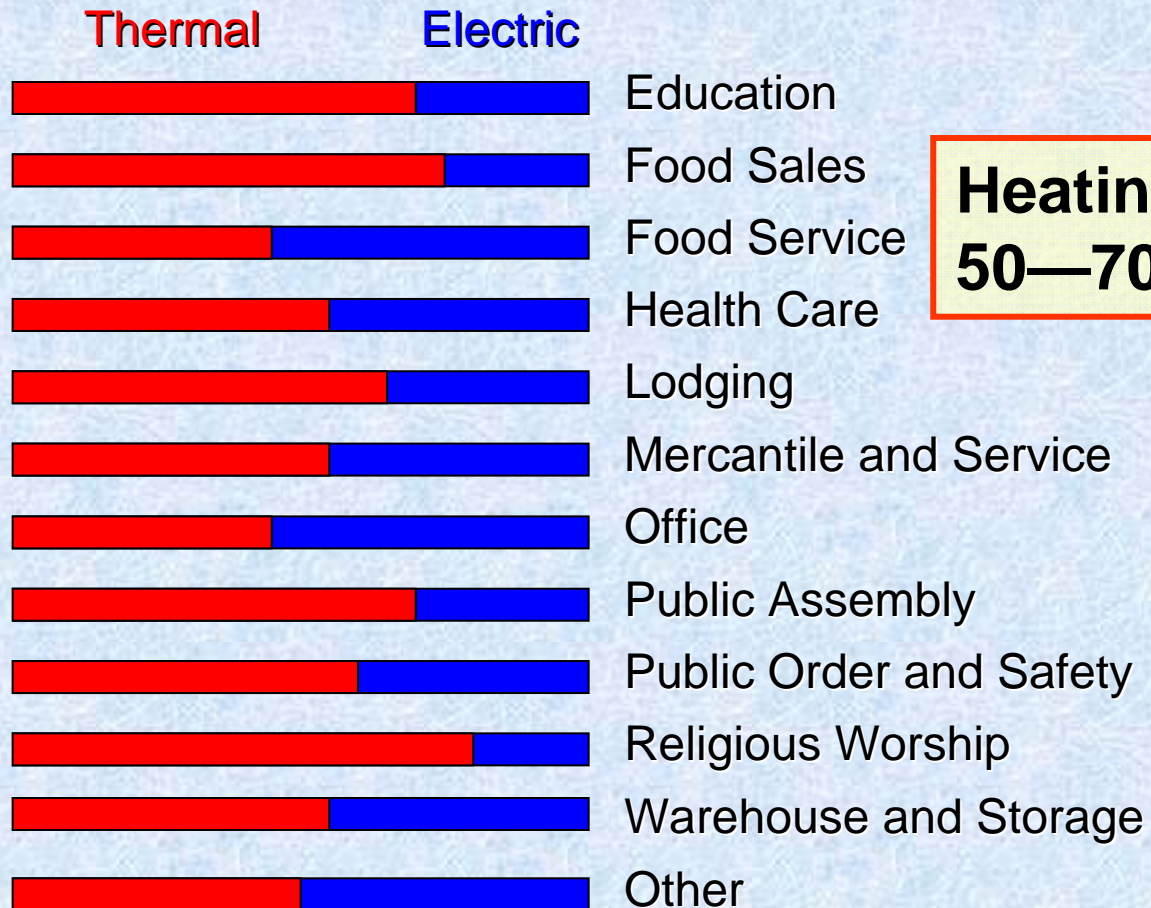 Thermal Electric
Education
Food Sales
Food Service
Health Care
Lodging
Mercantile and Service
Office
Public Assembly
Public Order and Safety
Religious Worship
Warehouse and Storage
Other
50—70